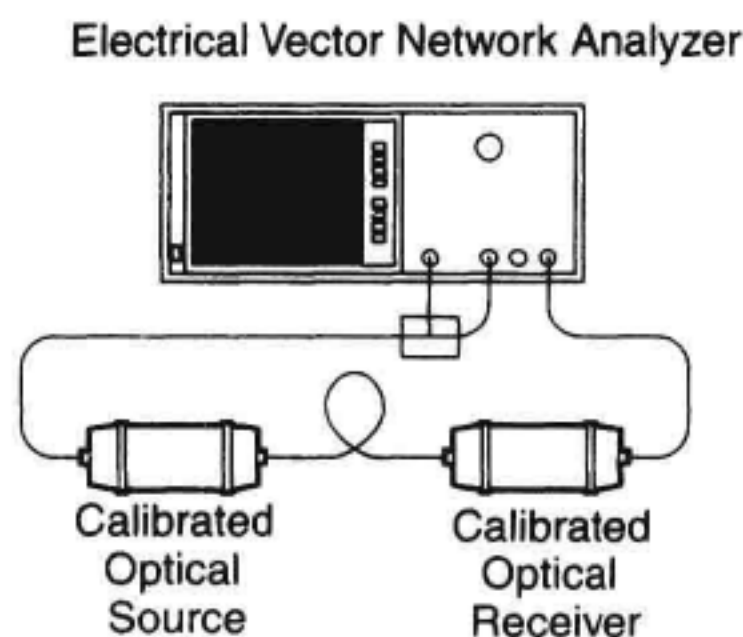 Electrical Vector Network Analyzer
Calibrated
Optical
Source
Calibrated
Optical
Receiver